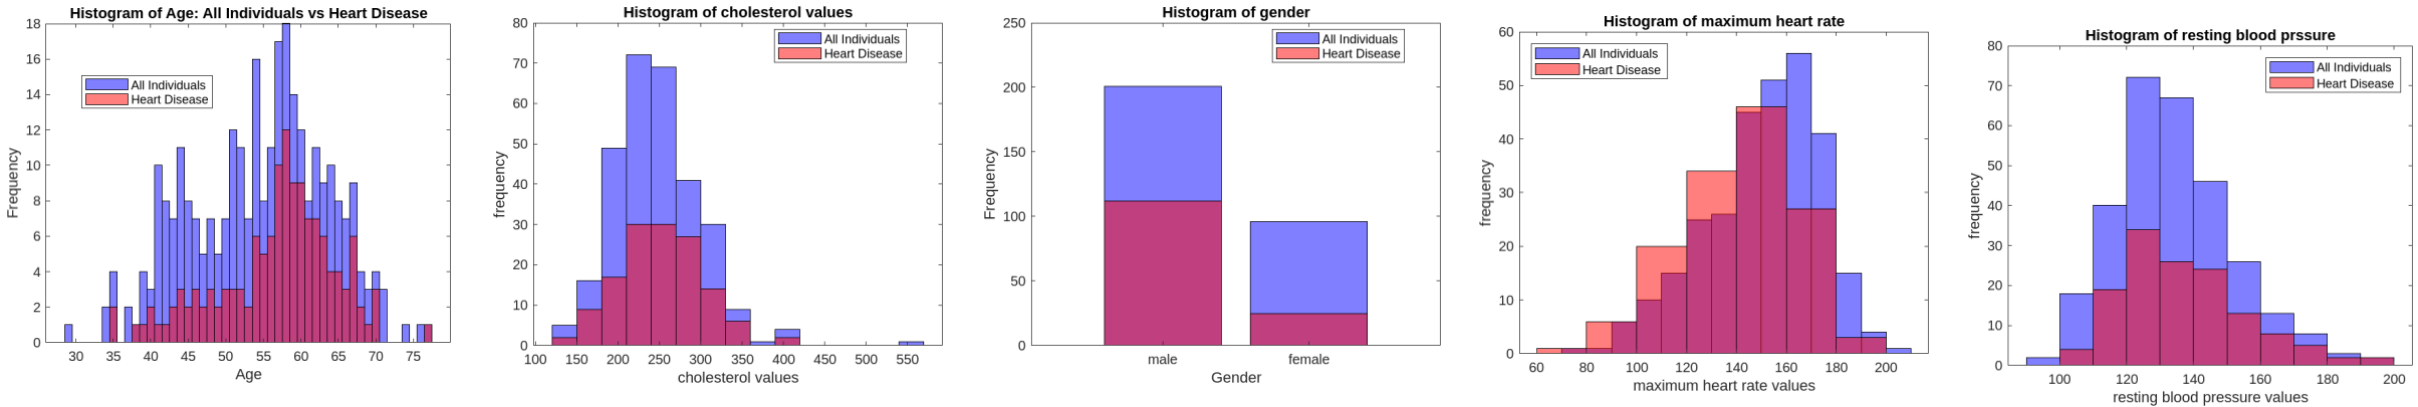 Histogram of Age: All Individuals vs Heart Disease
18
16
14
12
10
8
6
4
2
0
Frequency
All Individuals
Heart Disease
30 35 40 45 50 55 60 65 70 75
Age
Histogram of cholesterol values
80
70
60
50
40
30
20
10
0
frequency
All Individuals
Heart Disease
100 150 200 250 300 350 400 450 500 550
cholesterol values
Histogram of gender
250
200
150
100
50
0
Frequency
All Individuals
Heart Disease
male female
Gender
Histogram of maximum heart rate
60
50
40
30
20
10
0
frequency
All Individuals
Heart Disease
60 80 100 120 140 160 180 200
maximum heart rate values
Histogram of resting blood prssure
80
70
60
50
40
30
20
10
0
frequency
All Individuals
Heart Disease
100 120 140 160 180 200
resting blood pressure values